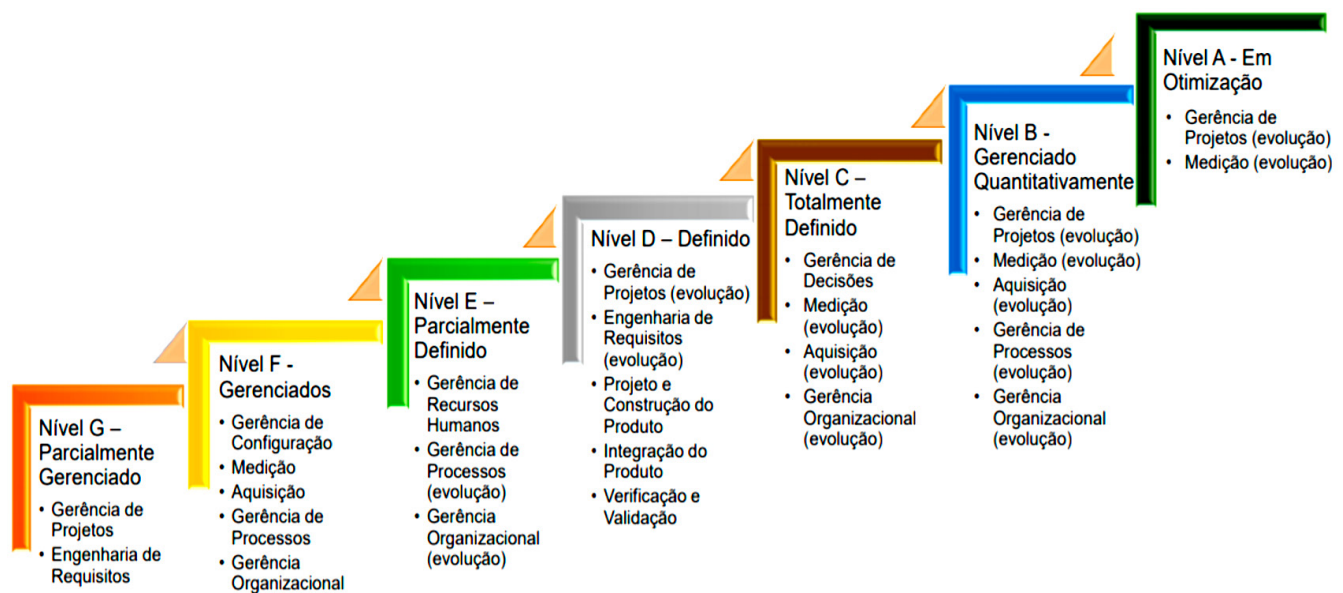 Nível G –
Parcialmente
Gerenciado
• Gerência de
Projetos
• Engenharia de
Requisitos
Nível F -
Gerenciados
• Gerência de
Configuração
• Medição
• Aquisição
• Gerência de
Processos
• Gerência
Organizacional
Nível E –
Parcialmente
Definido
• Gerência de
Recursos
Humanos
• Gerência de
Processos
(evolução)
• Gerência
Organizacional
(evolução)
Nível D – Definido
• Gerência de
Projetos (evolução)
• Engenharia de
Requisitos
(evolução)
• Projeto e
Construção do
Produto
• Integração do
Produto
• Verificação e
Validação
Nível C –
Totalmente
Definido
• Gerência de
Decisões
• Medição
(evolução)
• Aquisição
(evolução)
• Gerência
Organizacional
(evolução)
Nível B -
Gerenciado
Quantitativamente
• Gerência de
Projetos (evolução)
• Medição (evolução)
• Aquisição
(evolução)
• Gerência de
Processos
(evolução)
• Gerência
Organizacional
(evolução)
Nível A - Em
Otimização
• Gerência de
Projetos (evolução)
• Medição (evolução)